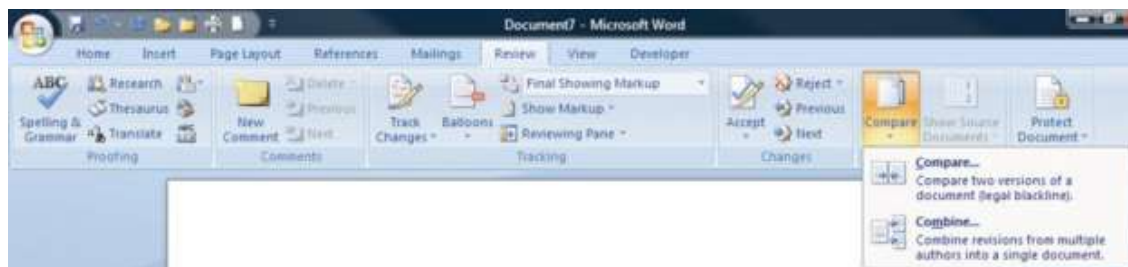 Document7 - Microsoft Word
Home Insert Page Layout References Mailings Review View Developer
ABC Research Delete Final Showing Markup Reject
Thesaurus Previous Show Markup Previous
Spelling & Grammar Translate New Comment Next Track Changes Balloons Reviewing Pane Accept Next Compare Show Source Documents Protect Document
Proofing Comments Tracking Changes
Compare...
Compare two versions of a
document (legal blackline).
Combine...
Combine revisions from multiple
authors into a single document.